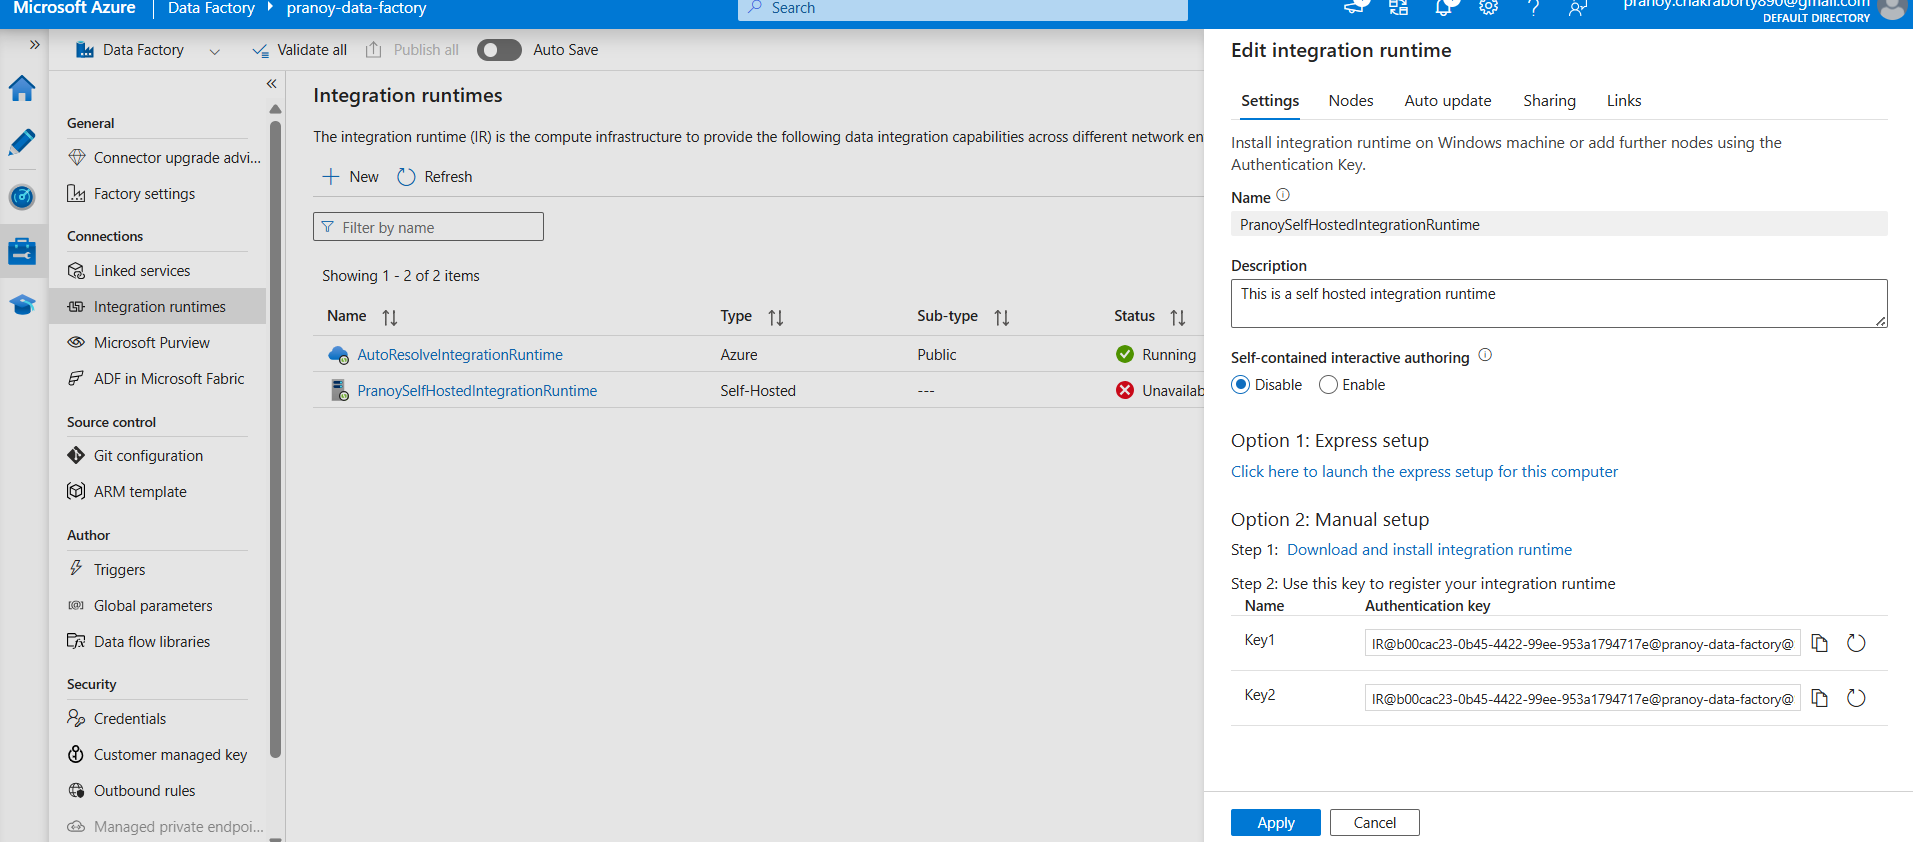 Microsoft Azure
Data Factory
pranoy-data-factory
Search
pranoy.chakraborty890@gmail.com
DEFAULT DIRECTORY
Data Factory
Validate all
Publish all
Auto Save
General
Connector upgrade advi...
Factory settings
Connections
Linked services
Integration runtimes
Microsoft Purview
ADF in Microsoft Fabric
Source control
Git configuration
ARM template
Author
Triggers
Global parameters
Data flow libraries
Security
Credentials
Customer managed key
Outbound rules
Managed private endpoi...
Integration runtimes
The integration runtime (IR) is the compute infrastructure to provide the following data integration capabilities across different network en
New
Refresh
Filter by name
Showing 1 - 2 of 2 items
Name Type Sub-type Status
AutoResolveIntegrationRuntime Azure Public Running
PranoySelfHostedIntegrationRuntime Self-Hosted --- Unavailab
Edit integration runtime
Settings Nodes Auto update Sharing Links
Install integration runtime on Windows machine or add further nodes using the
Authentication Key.
Name
PranoySelfHostedIntegrationRuntime
Description
This is a self hosted integration runtime
Self-contained interactive authoring
Disable Enable
Option 1: Express setup
Click here to launch the express setup for this computer
Option 2: Manual setup
Step 1: Download and install integration runtime
Step 2: Use this key to register your integration runtime
Name Authentication key
Key1 IR@b00cac23-0b45-4422-99ee-953a1794717e@pranoy-data-factory@
Key2 IR@b00cac23-0b45-4422-99ee-953a1794717e@pranoy-data-factory@
Apply Cancel